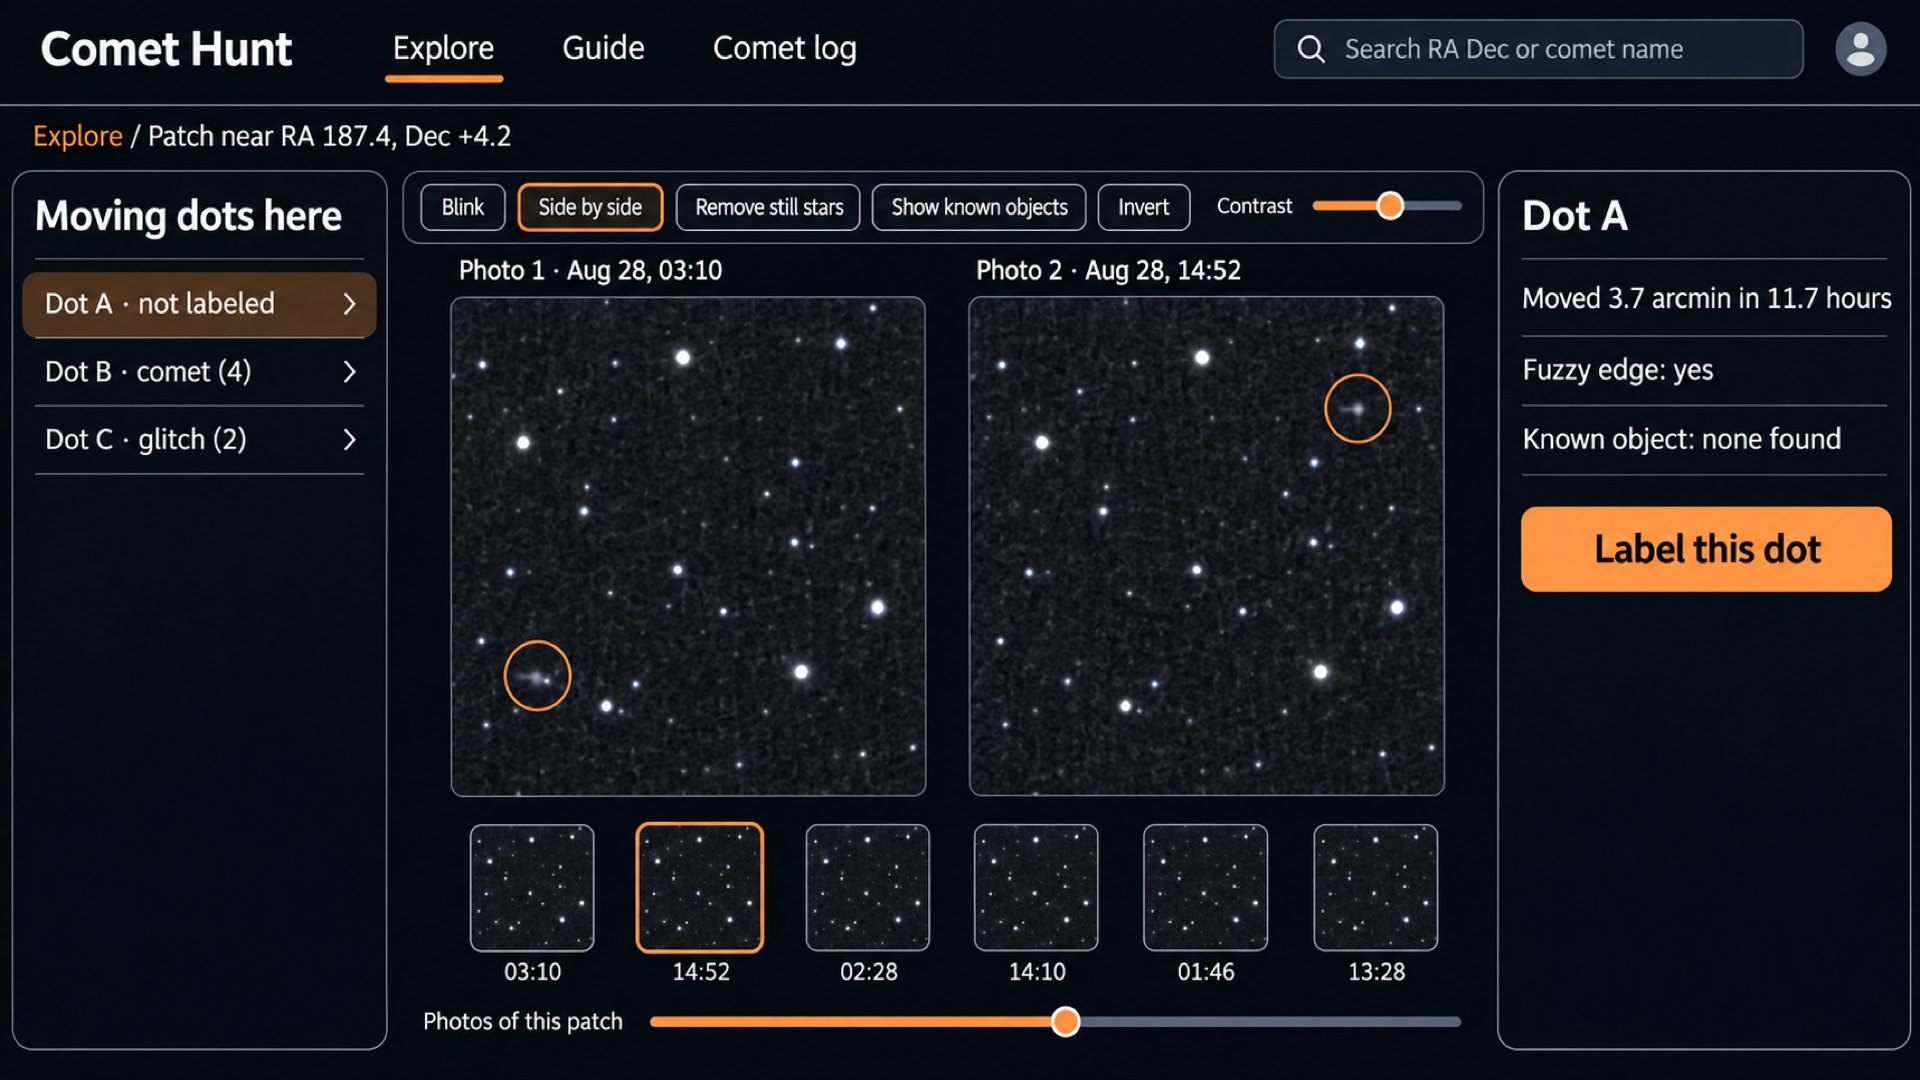 Comet Hunt
Explore
Guide
Comet log
Search RA Dec or comet name
Explore / Patch near RA 187.4, Dec +4.2
Moving dots here
Dot A · not labeled
Dot B · comet (4)
Dot C · glitch (2)
Blink
Side by side
Remove still stars
Show known objects
Invert
Contrast
Photo 1 · Aug 28, 03:10
Photo 2 · Aug 28, 14:52
03:10
14:52
02:28
14:10
01:46
13:28
Photos of this patch
Dot A
Moved 3.7 arcmin in 11.7 hours
Fuzzy edge: yes
Known object: none found
Label this dot